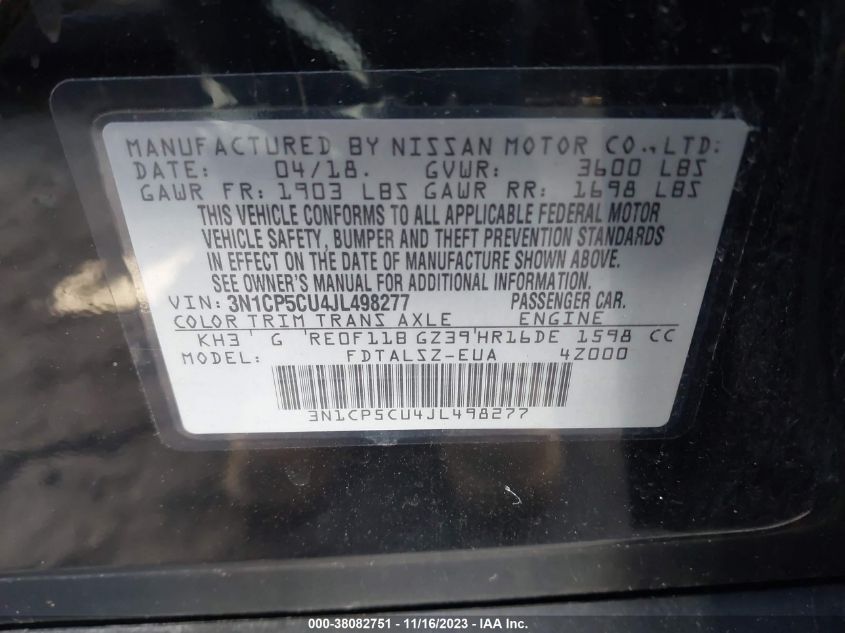 MANUFACTURED BY NISSAN MOTOR CO.,LTD.
DATE: 04/18. GVWR: 3600 LBS
GAWR FR: 1903 LBS GAWR RR: 1698 LBS
THIS VEHICLE CONFORMS TO ALL APPLICABLE FEDERAL MOTOR
VEHICLE SAFETY, BUMPER AND THEFT PREVENTION STANDARDS
IN EFFECT ON THE DATE OF MANUFACTURE SHOWN ABOVE.
SEE OWNER'S MANUAL FOR ADDITIONAL INFORMATION.
VIN: 3N1CP5CU4JL498277 PASSENGER CAR.
COLOR TRIM TRANS AXLE ENGINE
KH3 G 'RE0F11B GZ39'HR16DE 1598 CC
MODEL: FDTALSZ-EUA 4Z000
3N1CP5CU4JL498277
000-38082751 - 11/16/2023 - IAA Inc.